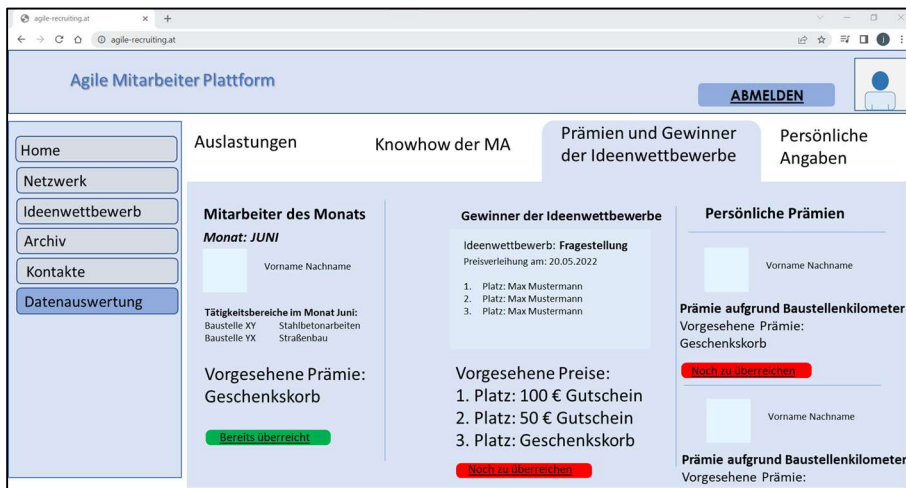 agile-recruiting.at
agile-recruiting.at
Agile Mitarbeiter Plattform
ABMELDEN
Home
Netzwerk
Ideenwettbewerb
Archiv
Kontakte
Datenauswertung
Auslastungen
Knowhow der MA
Prämien und Gewinner
der Ideenwettbewerbe
Persönliche
Angaben
Mitarbeiter des Monats
Monat: JUNI
Vorname Nachname
Tätigkeitsbereiche im Monat Juni:
Baustelle XY Stahlbetonarbeiten
Baustelle YX Straßenbau
Vorgesehene Prämie:
Geschenkskorb
Bereits überreicht
Gewinner der Ideenwettbewerbe
Ideenwettbewerb: Fragestellung
Preisverleihung am: 20.05.2022
1. Platz: Max Mustermann
2. Platz: Max Mustermann
3. Platz: Max Mustermann
Vorgesehene Preise:
1. Platz: 100 € Gutschein
2. Platz: 50 € Gutschein
3. Platz: Geschenkskorb
Noch zu überreichen
Persönliche Prämien
Vorname Nachname
Prämie aufgrund Baustellenkilometer
Vorgesehene Prämie:
Geschenkskorb
Noch zu überreichen
Vorname Nachname
Prämie aufgrund Baustellenkilometer
Vorgesehene Prämie: